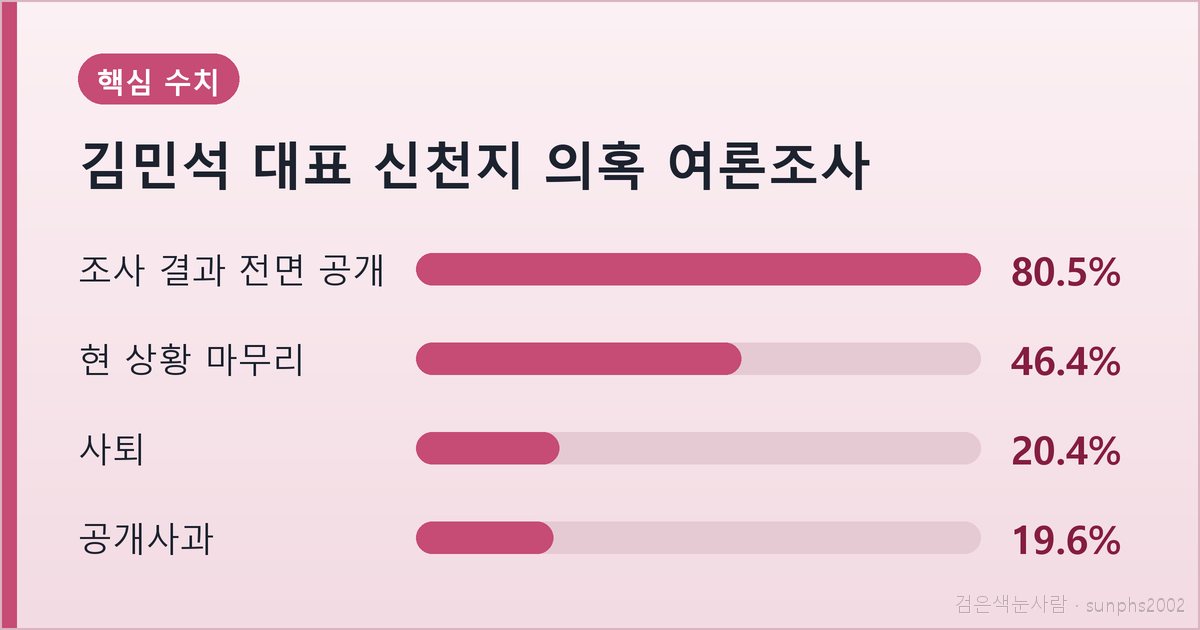 핵심 수치
김민석 대표 신천지 의혹 여론조사
조사 결과 전면 공개 80.5%
현 상황 마무리 46.4%
사퇴 20.4%
공개사과 19.6%
검은색눈사람 · sunphs2002